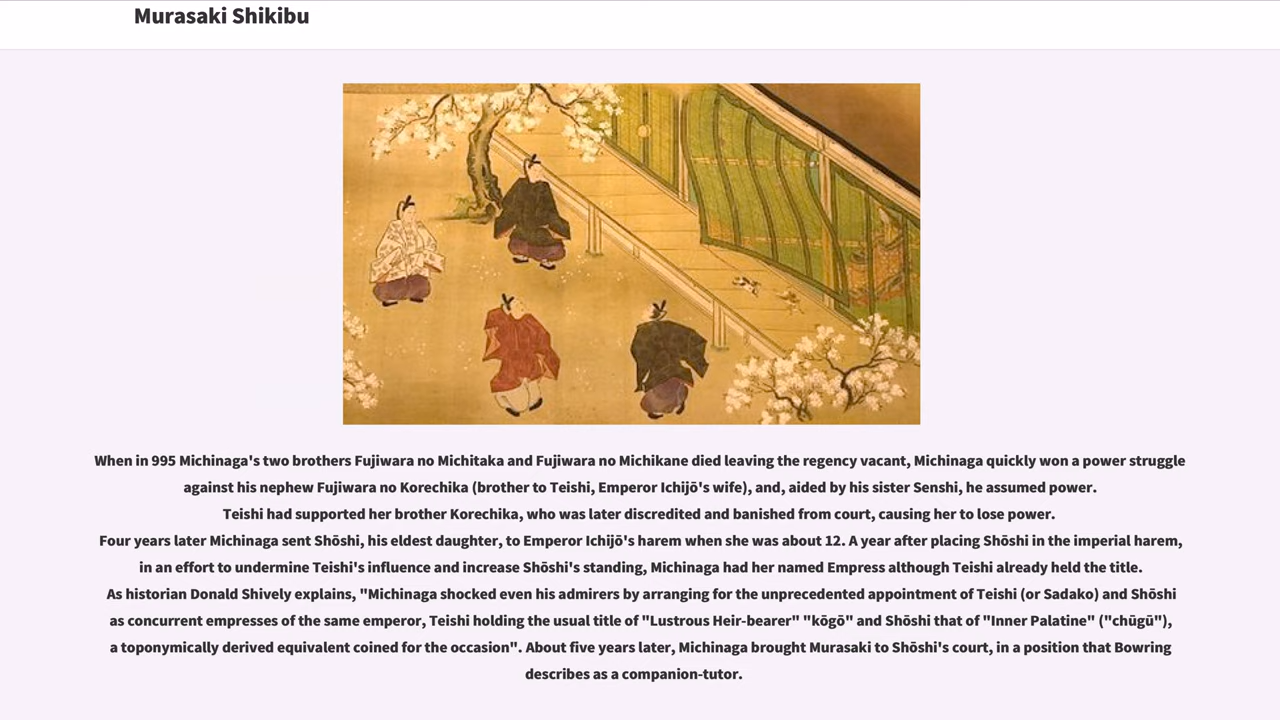 Murasaki Shikibu
When in 995 Michinaga's two brothers Fujiwara no Michitaka and Fujiwara no Michikane died leaving the regency vacant, Michinaga quickly won a power struggle
against his nephew Fujiwara no Korechika (brother to Teishi, Emperor Ichijō's wife), and, aided by his sister Senshi, he assumed power.
Teishi had supported her brother Korechika, who was later discredited and banished from court, causing her to lose power.
Four years later Michinaga sent Shōshi, his eldest daughter, to Emperor Ichijō's harem when she was about 12. A year after placing Shōshi in the imperial harem,
in an effort to undermine Teishi's influence and increase Shōshi's standing, Michinaga had her named Empress although Teishi already held the title.
As historian Donald Shively explains, "Michinaga shocked even his admirers by arranging for the unprecedented appointment of Teishi (or Sadako) and Shōshi
as concurrent empresses of the same emperor, Teishi holding the usual title of "Lustrous Heir-bearer" "kōgō" and Shōshi that of "Inner Palatine" ("chūgū"),
a toponymically derived equivalent coined for the occasion". About five years later, Michinaga brought Murasaki to Shōshi's court, in a position that Bowring
describes as a companion-tutor.